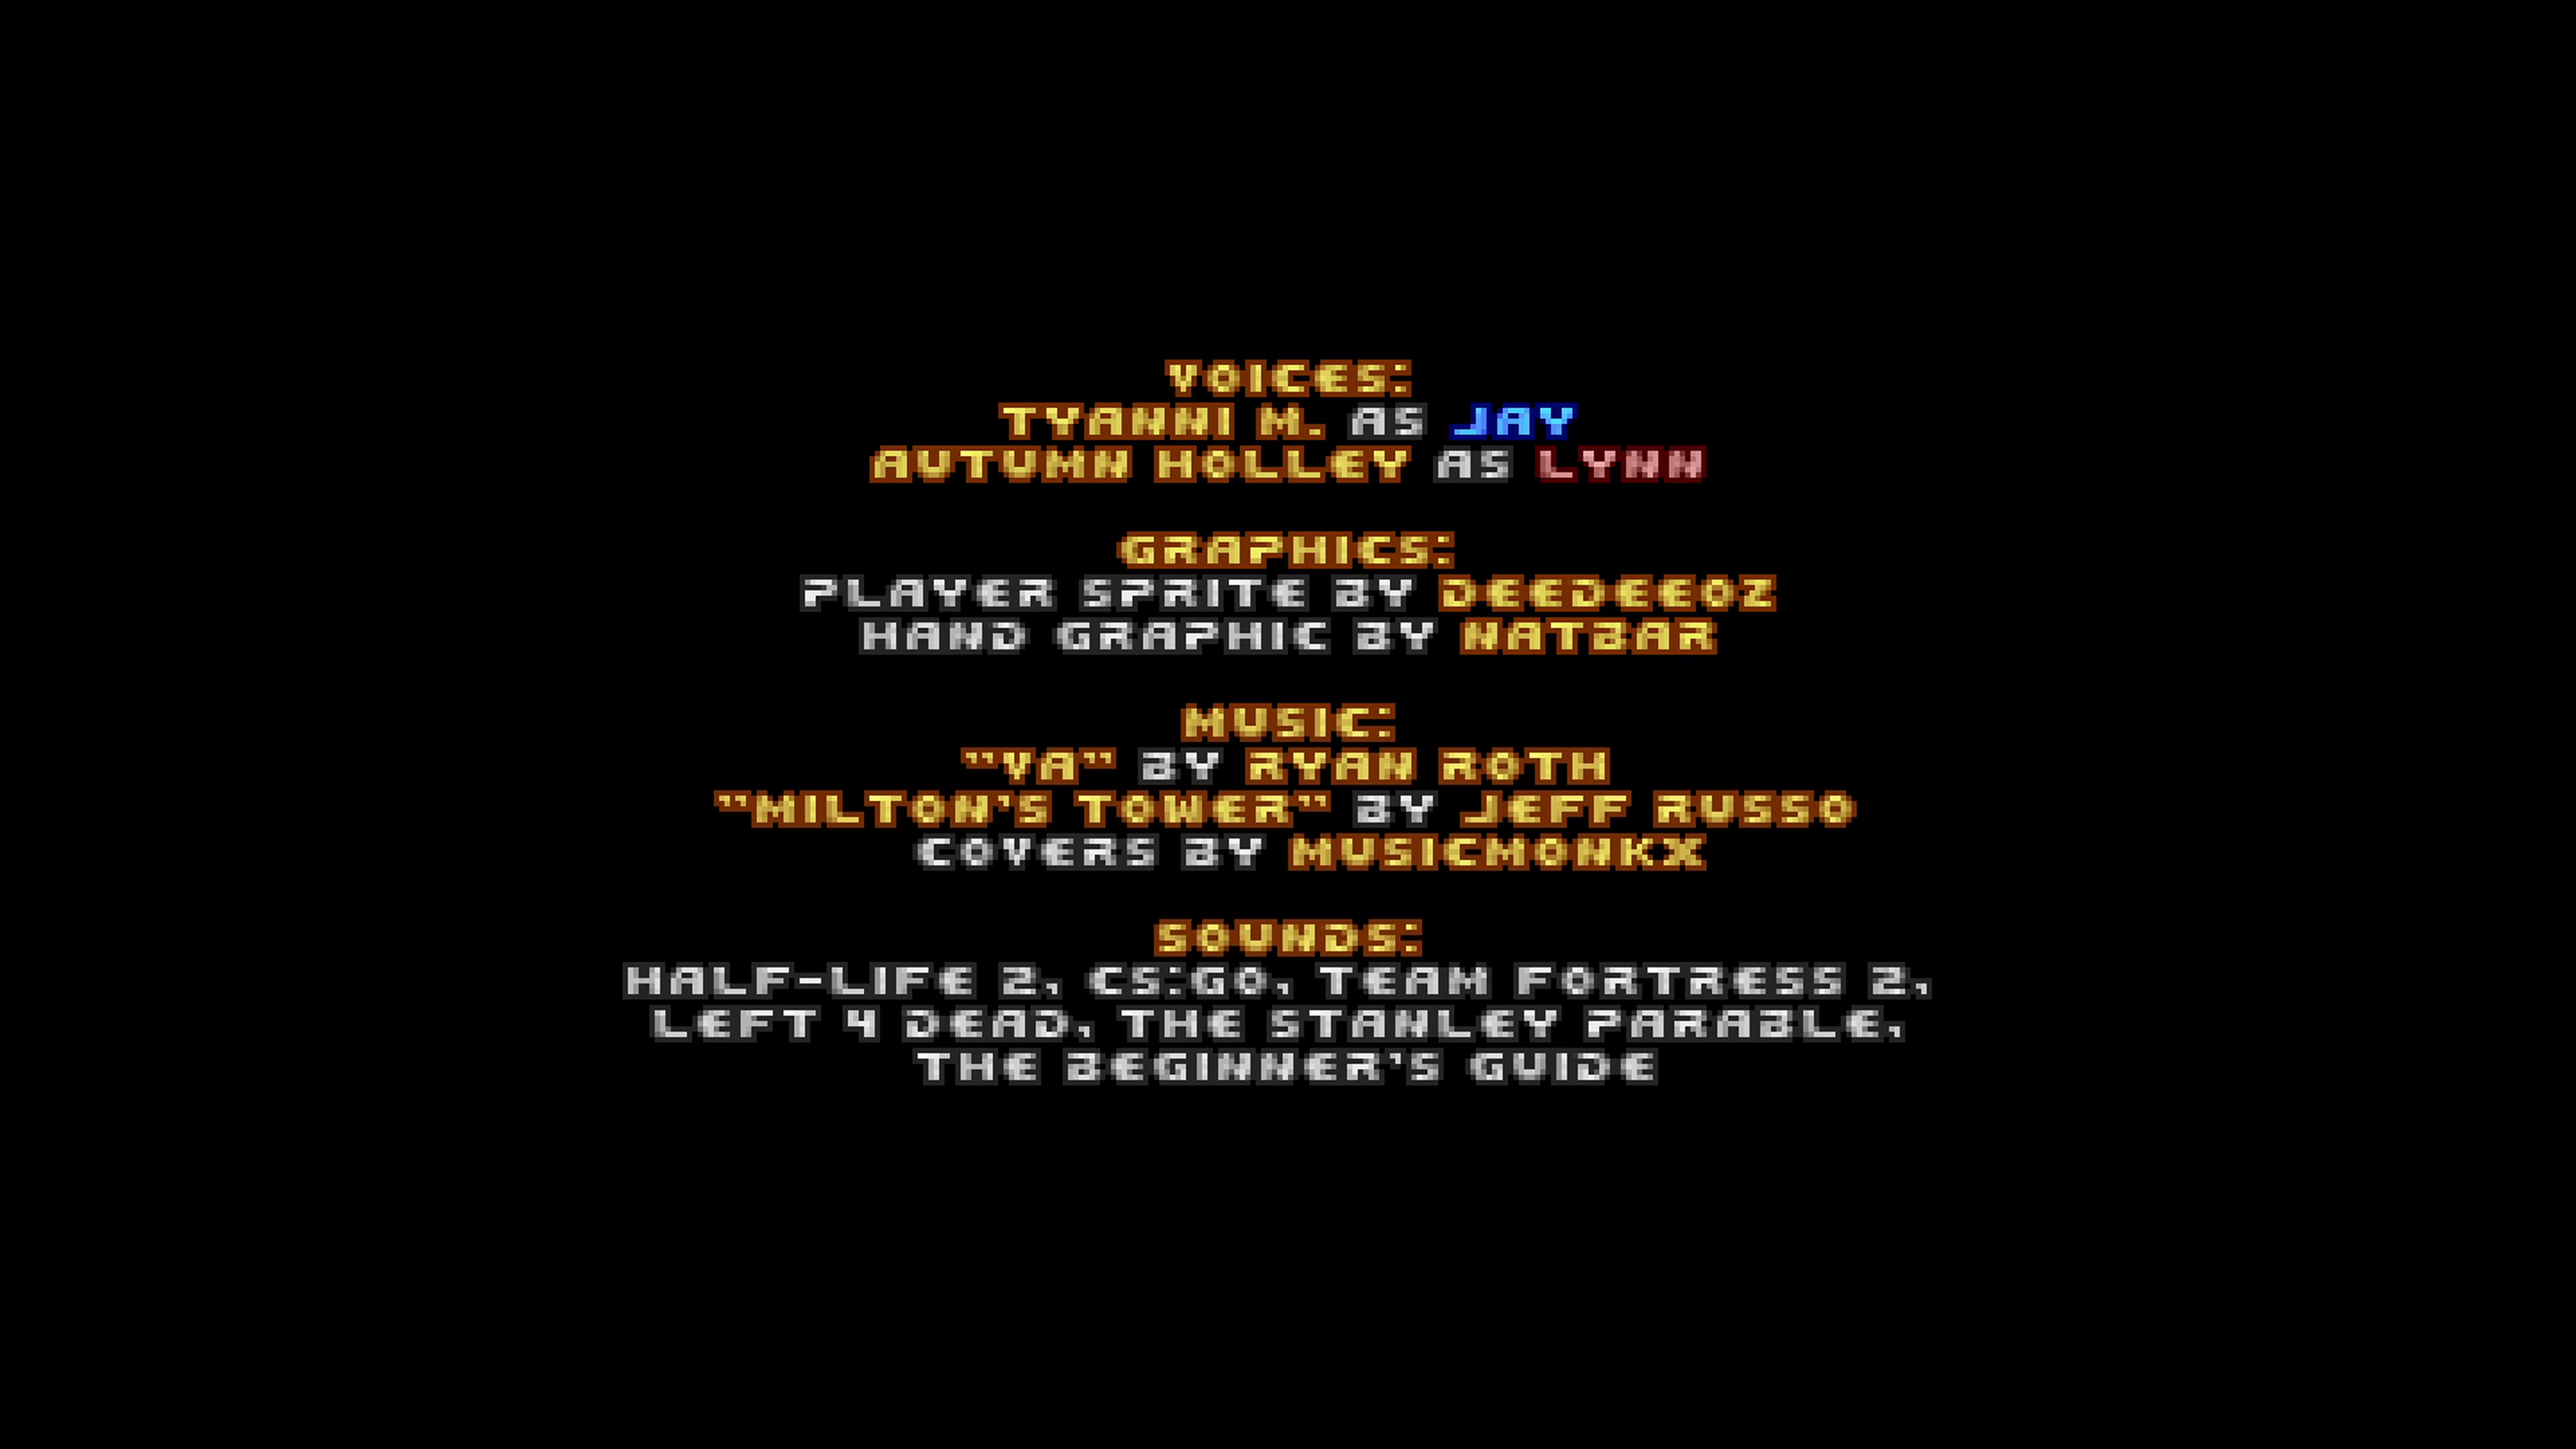 VOICES:
TYANNI M. AS JAY
AUTUMN HOLLEY AS LYNN
GRAPHICS:
PLAYER SPRITE BY DEEDEEOZ
HAND GRAPHIC BY NATBAR
MUSIC:
"VA" BY RYAN ROTH
"MILTON'S TOWER" BY JEFF RUSSO
COVERS BY MUSICMONKX
SOUNDS:
HALF-LIFE 2, CS:GO, TEAM FORTRESS 2,
LEFT 4 DEAD, THE STANLEY PARABLE,
THE BEGINNER'S GUIDE